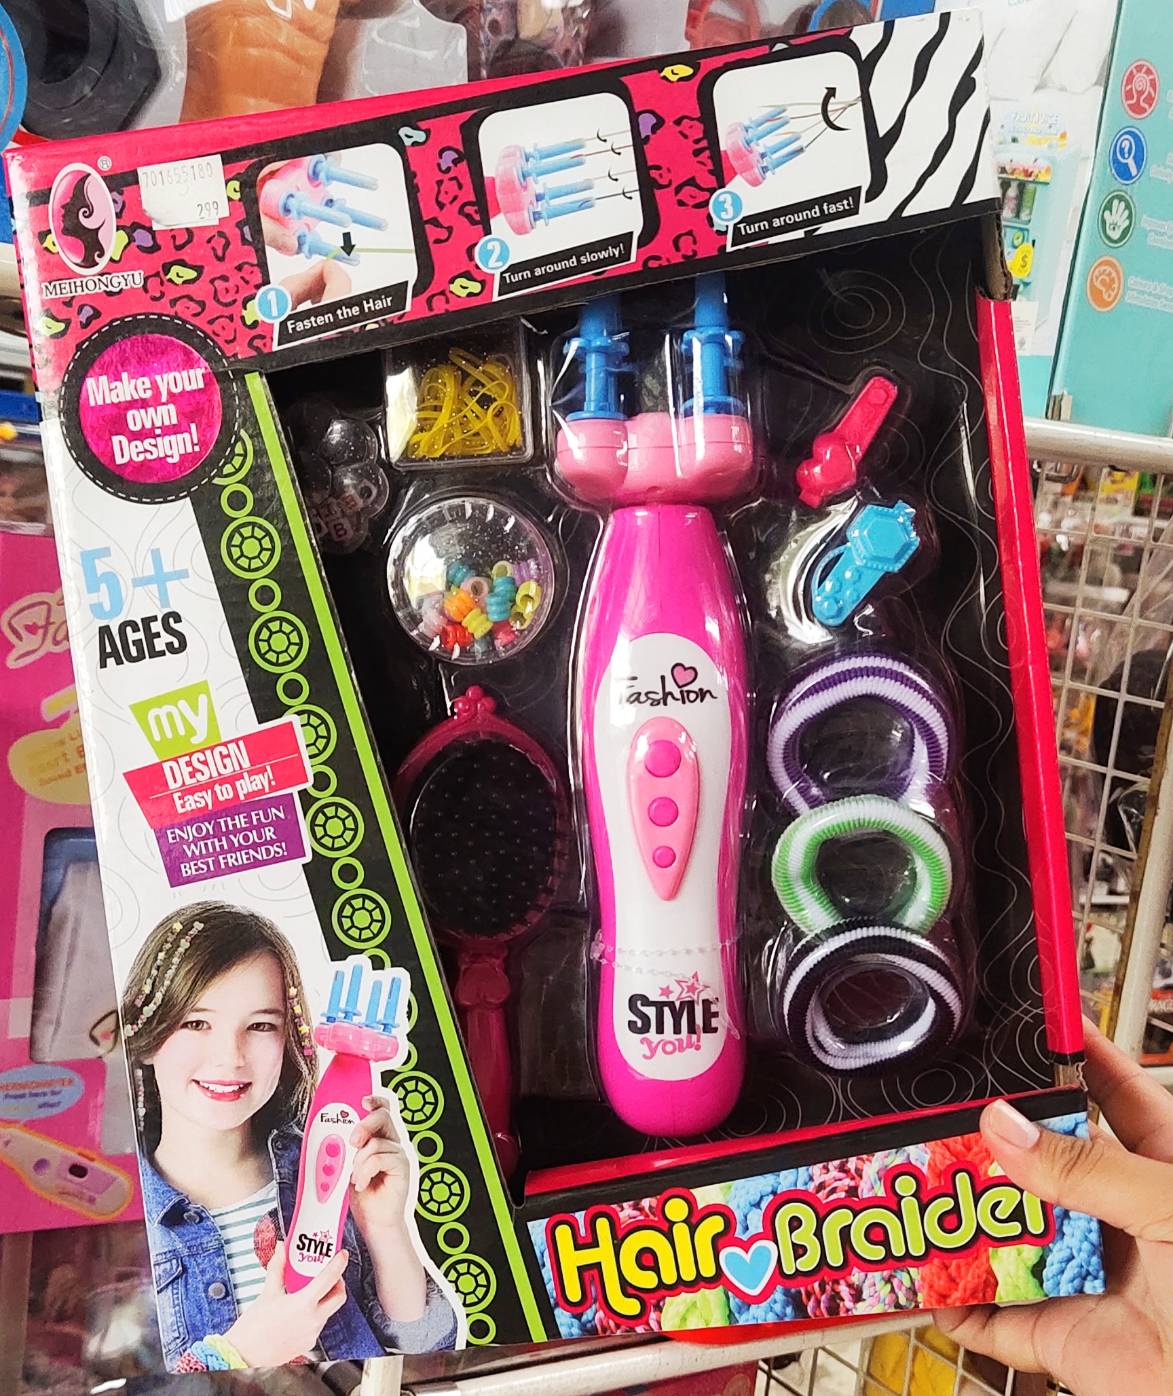 ®
MEIHONGYU
701655180
299
1 Fasten the Hair
2 Turn around slowly!
3 Turn around fast!
Make your
own
Design!
5+
AGES
my
DESIGN
Easy to play!
ENJOY THE FUN
WITH YOUR
BEST FRIENDS!
Fashion
STYLE
you!
Fashion
STYLE
you!
Hair Braider